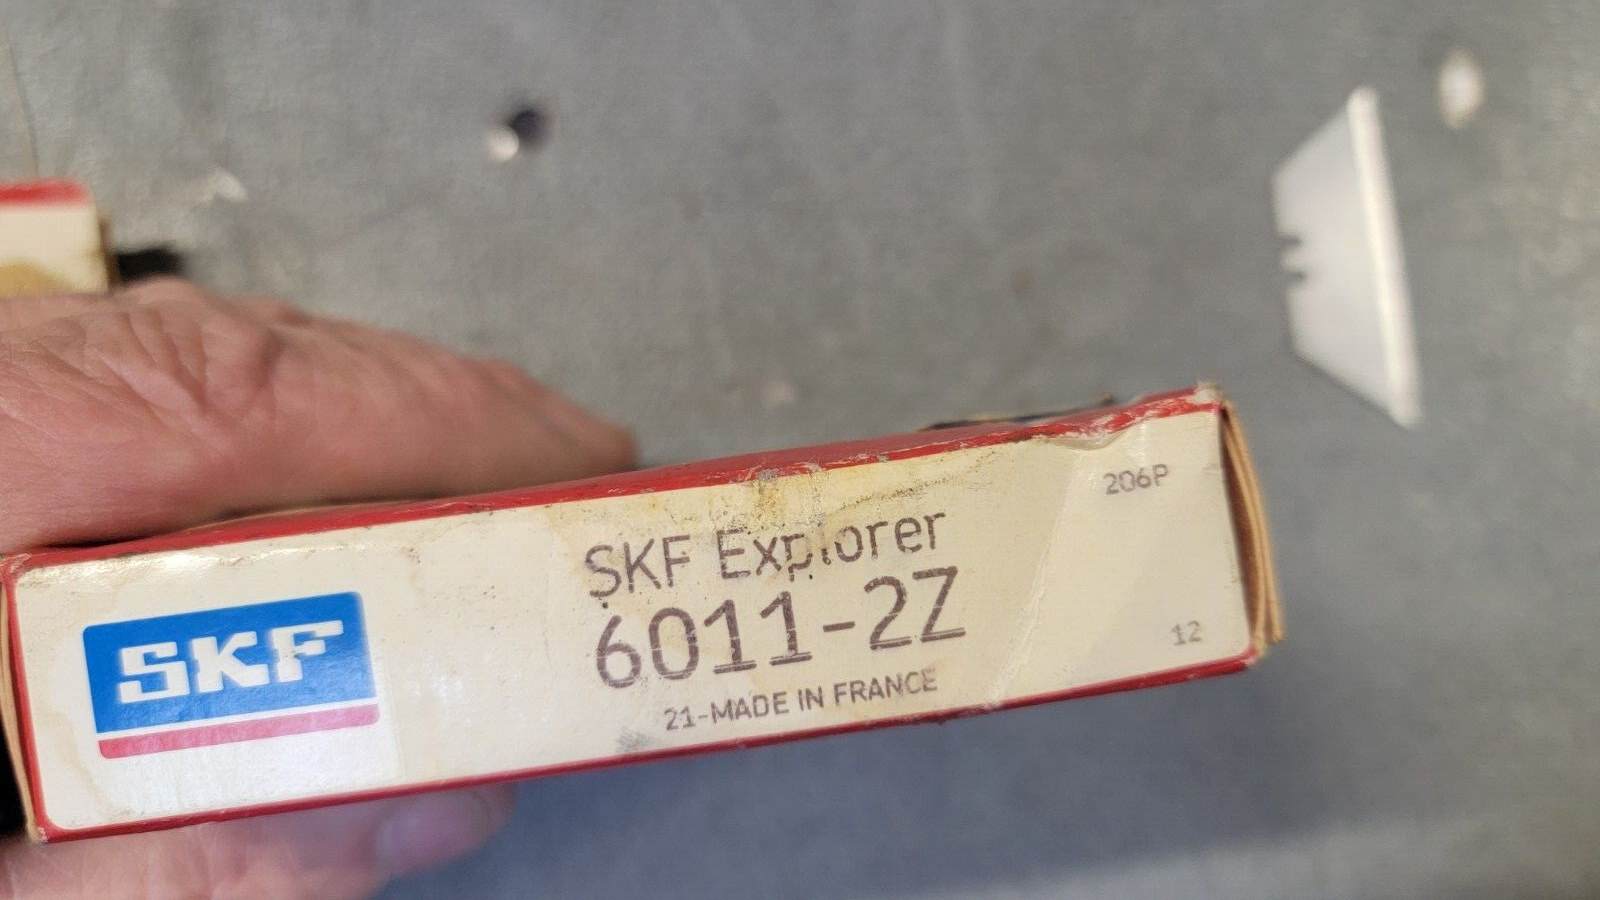 206P
SKF Explorer
6011-2Z
SKF
12
21-MADE IN FRANCE